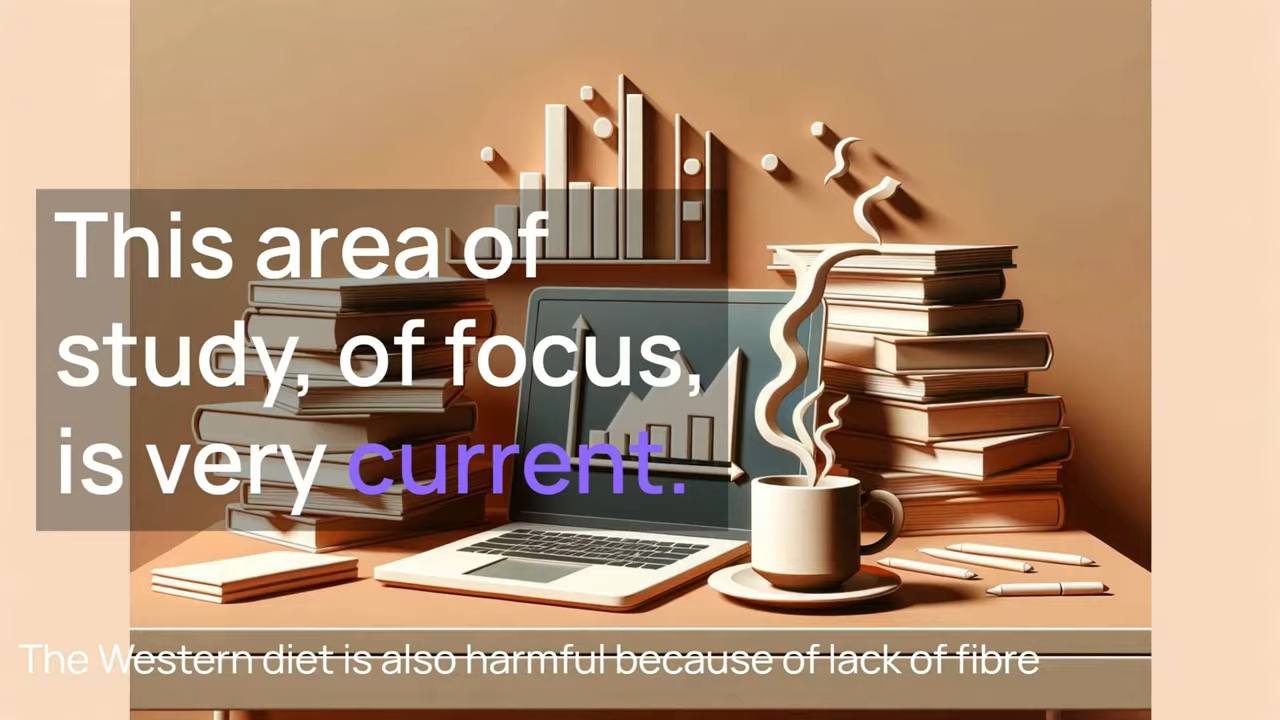 This area of
study, of focus,
is very current.
The Western diet is also harmful because of lack of fibre